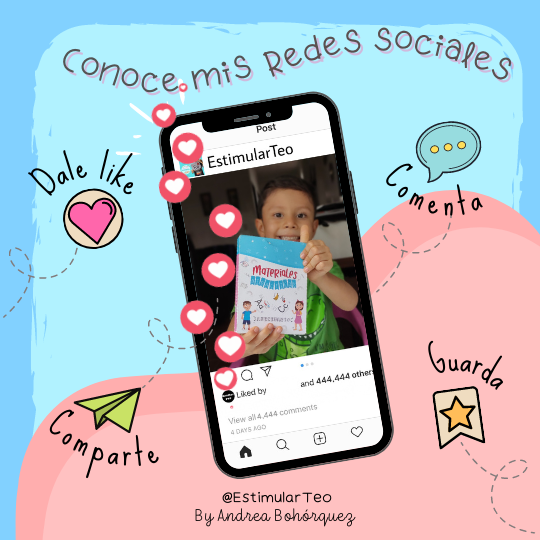 Conoce mis Redes Sociales
Dale like
Comenta
Post
EstimularTeo
MATERIALES
Liked by
and 444.444 other
View all 4.444 comments
4 DAYS AGO
Guarda
Comparte
@EstimularTeo
By Andrea Bohórquez